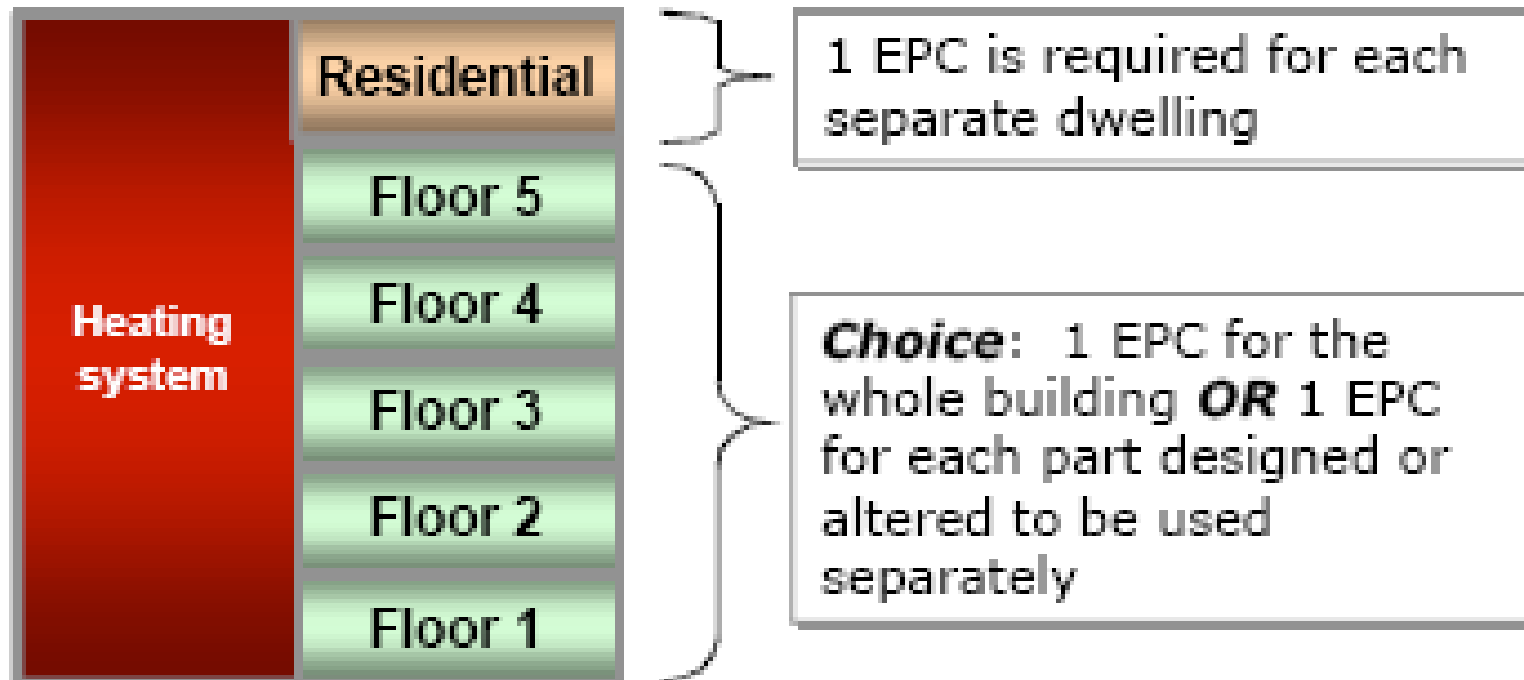 Heating
system
Residential
Floor 5
Floor 4
Floor 3
Floor 2
Floor 1
1 EPC is required for each
separate dwelling
Choice: 1 EPC for the
whole building OR 1 EPC
for each part designed or
altered to be used
separately